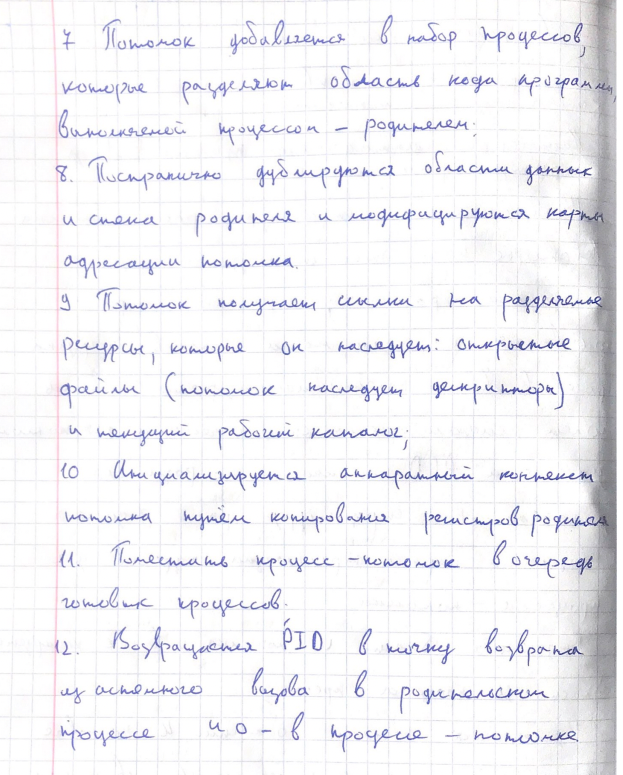 7 Потомок добавляется в набор процессов,
которые разделяют область кода программы,
выполняемой процессом - родителем;
8. Постранично дублируются области данных
и стека родителя и модифицируются карты
адресации потомка.
9 Потомок получает ссылки на разделяемые
ресурсы, которые он наследует: открытые
файлы (потомок наследует дескрипторы)
и текущий рабочий каталог;
10 Инициализируется аппаратный контекст
потомка путём копирования регистров родителя
11. Поместить процесс - потомок в очередь
готовых процессов.
12. Возвращается PID в точку возврата
из системного вызова в родительском
процессе и 0 - в процессе - потомке